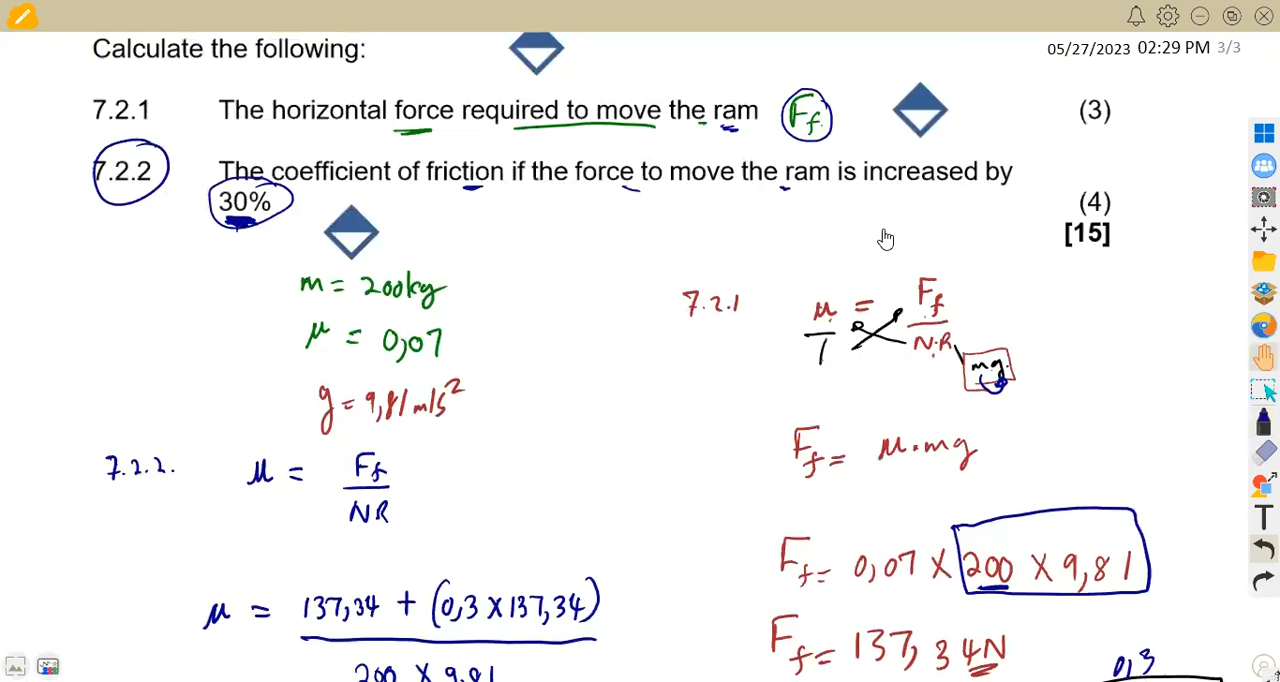 05/27/2023 02:29 PM 3/3
Calculate the following:
7.2.1 The horizontal force required to move the ram Ff (3)
7.2.2 The coefficient of friction if the force to move the ram is increased by
30% (4)
[15]
m = 200kg
μ = 0,07
g = 9,81 m/s²
7.2.1 μ/1 = Ff/N.R
mg
Ff = μ.mg
Ff = 0,07 × 200 × 9,81
Ff = 137,34N
7.2.2. μ = Ff/NR
μ = 137,34 + (0,3 × 137,34)
200 × 9,81
0,3
T